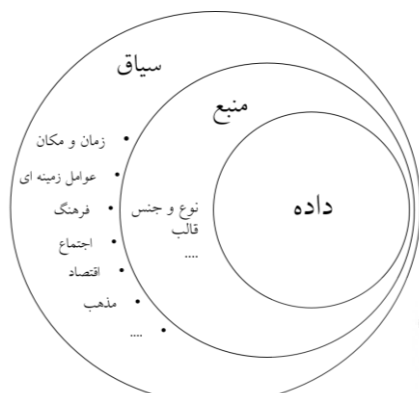 سیاق
منبع
داده
• زمان و مکان
• عوامل زمینه ای
• فرهنگ
• اجتماع
• اقتصاد
• مذهب
• ....
نوع و جنس
قالب
....